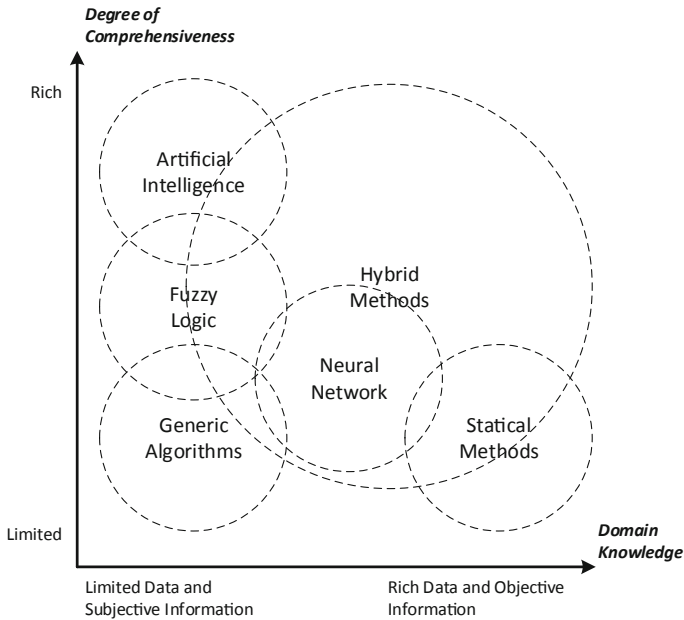 Degree of
Comprehensiveness
Rich
Artificial
Intelligence
Hybrid
Methods
Fuzzy
Logic
Neural
Network
Generic
Algorithms
Statical
Methods
Limited
Domain
Knowledge
Limited Data and
Subjective Information
Rich Data and Objective
Information